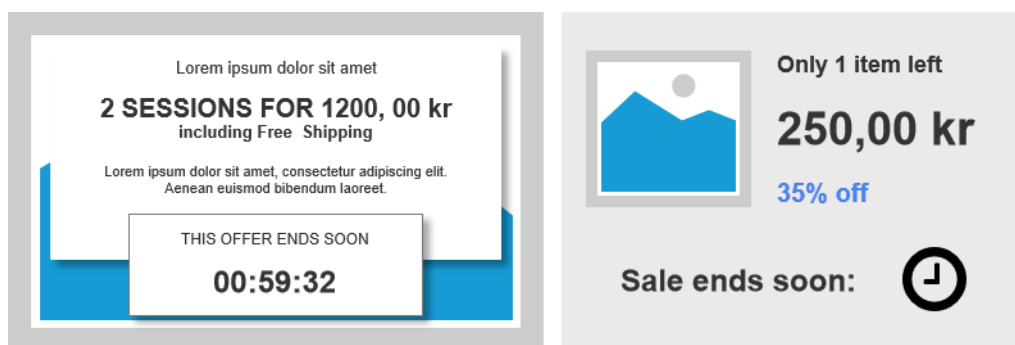 Lorem ipsum dolor sit amet
2 SESSIONS FOR 1200, 00 kr
including Free Shipping
Lorem ipsum dolor sit amet, consectetur adipiscing elit.
Aenean euismod bibendum laoreet.
THIS OFFER ENDS SOON
00:59:32
Only 1 item left
250,00 kr
35% off
Sale ends soon: